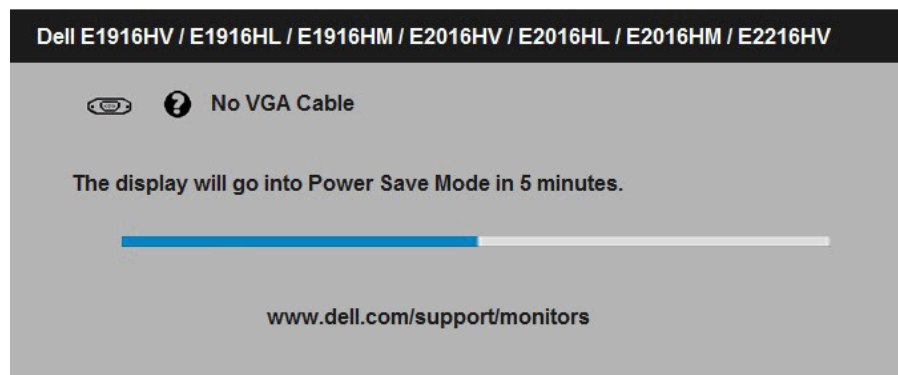 Dell E1916HV / E1916HL / E1916HM / E2016HV / E2016HL / E2016HM / E2216HV
No VGA Cable
The display will go into Power Save Mode in 5 minutes.
www.dell.com/support/monitors